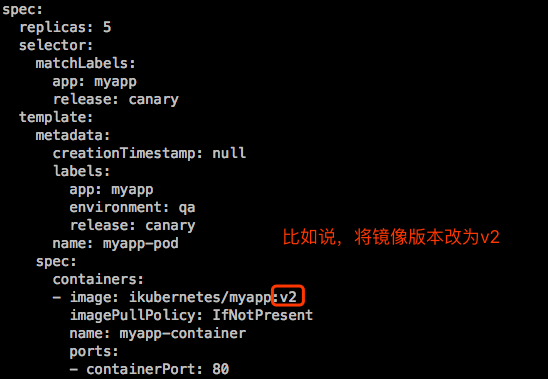 spec:
  replicas: 5
  selector:
    matchLabels:
      app: myapp
      release: canary
  template:
    metadata:
      creationTimestamp: null
      labels:
        app: myapp
        environment: qa
        release: canary
      name: myapp-pod
比如说，将镜像版本改为v2
    spec:
      containers:
      - image: ikubernetes/myapp:v2
        imagePullPolicy: IfNotPresent
        name: myapp-container
        ports:
        - containerPort: 80